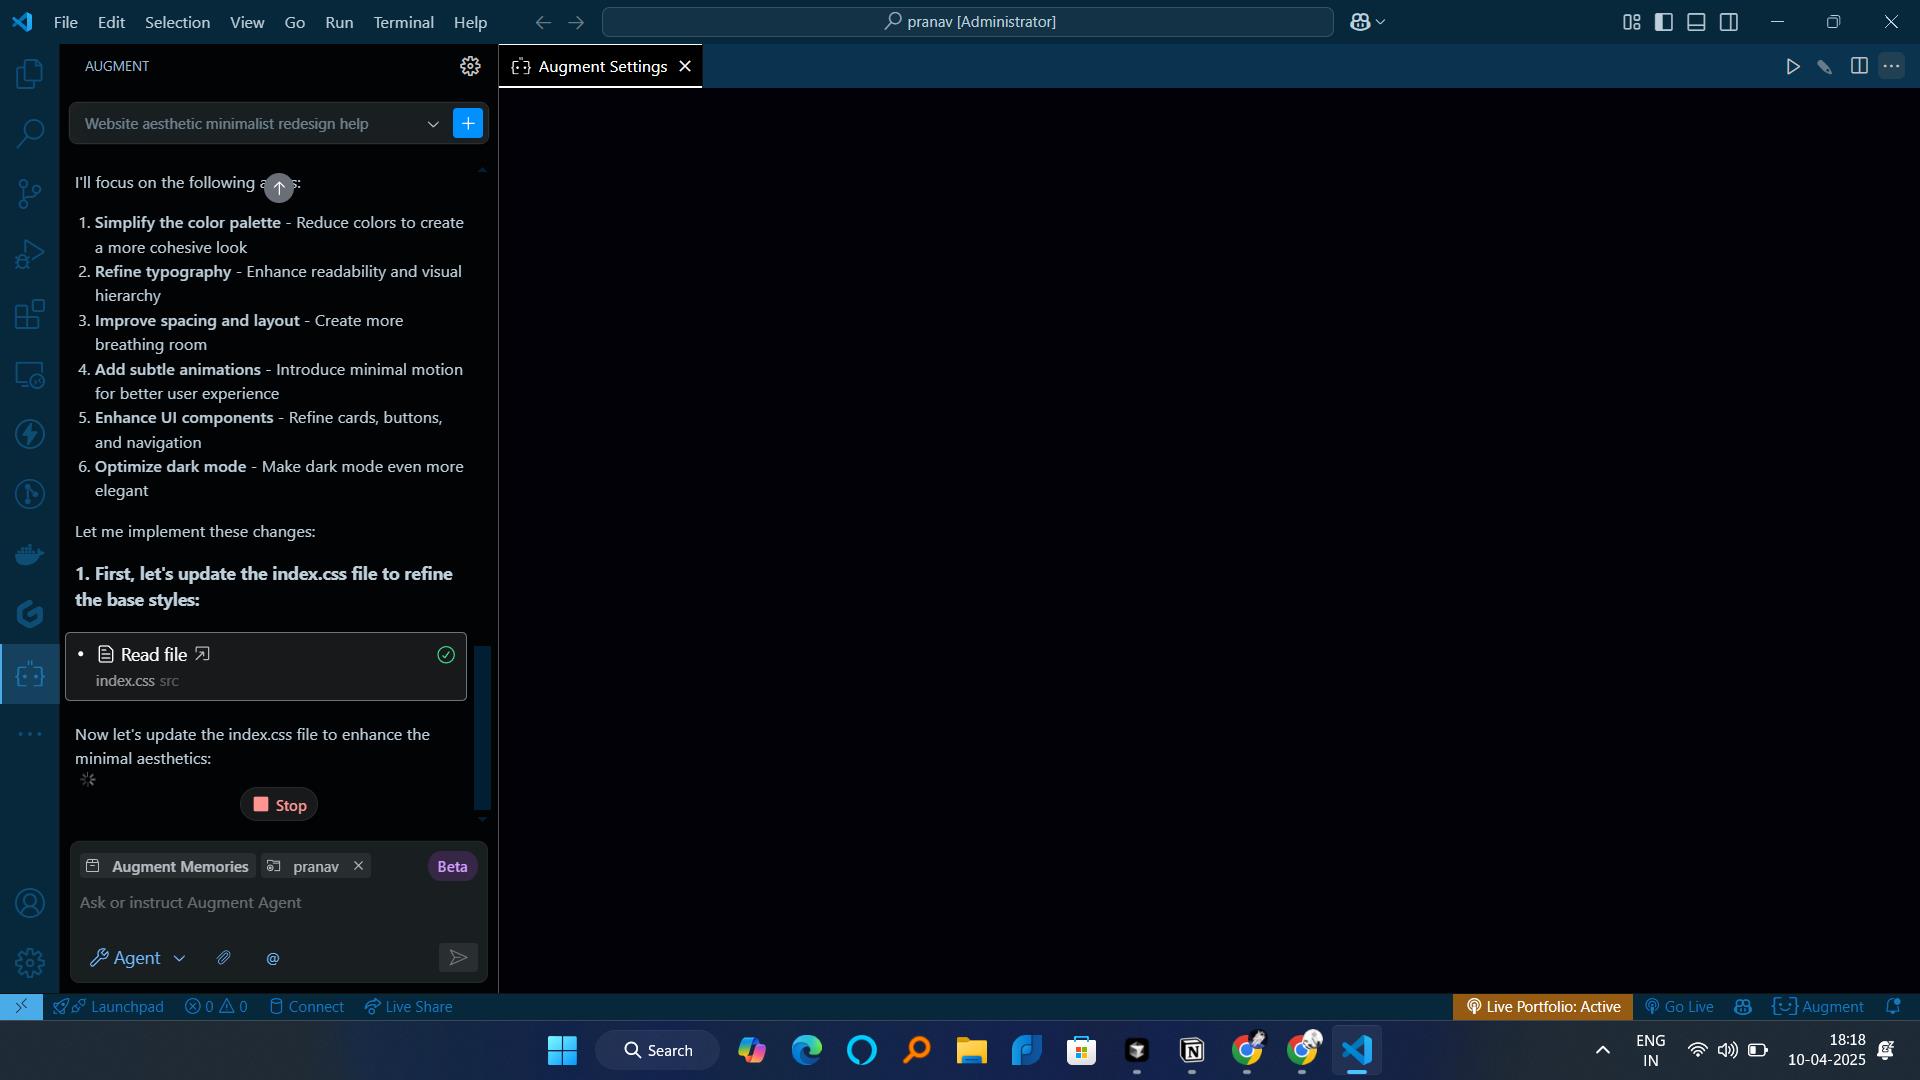 File Edit Selection View Go Run Terminal Help
pranav [Administrator]
AUGMENT
Augment Settings
Website aesthetic minimalist redesign help
I'll focus on the following
1. Simplify the color palette - Reduce colors to create
a more cohesive look
2. Refine typography - Enhance readability and visual
hierarchy
3. Improve spacing and layout - Create more
breathing room
4. Add subtle animations - Introduce minimal motion
for better user experience
5. Enhance UI components - Refine cards, buttons,
and navigation
6. Optimize dark mode - Make dark mode even more
elegant
Let me implement these changes:
1. First, let's update the index.css file to refine
the base styles:
• Read file
index.css src
Now let's update the index.css file to enhance the
minimal aesthetics:
Stop
Augment Memories pranav Beta
Ask or instruct Augment Agent
Agent @
Launchpad 0 0 Connect Live Share Live Portfolio: Active Go Live Augment
Search
ENG
IN
18:18
10-04-2025